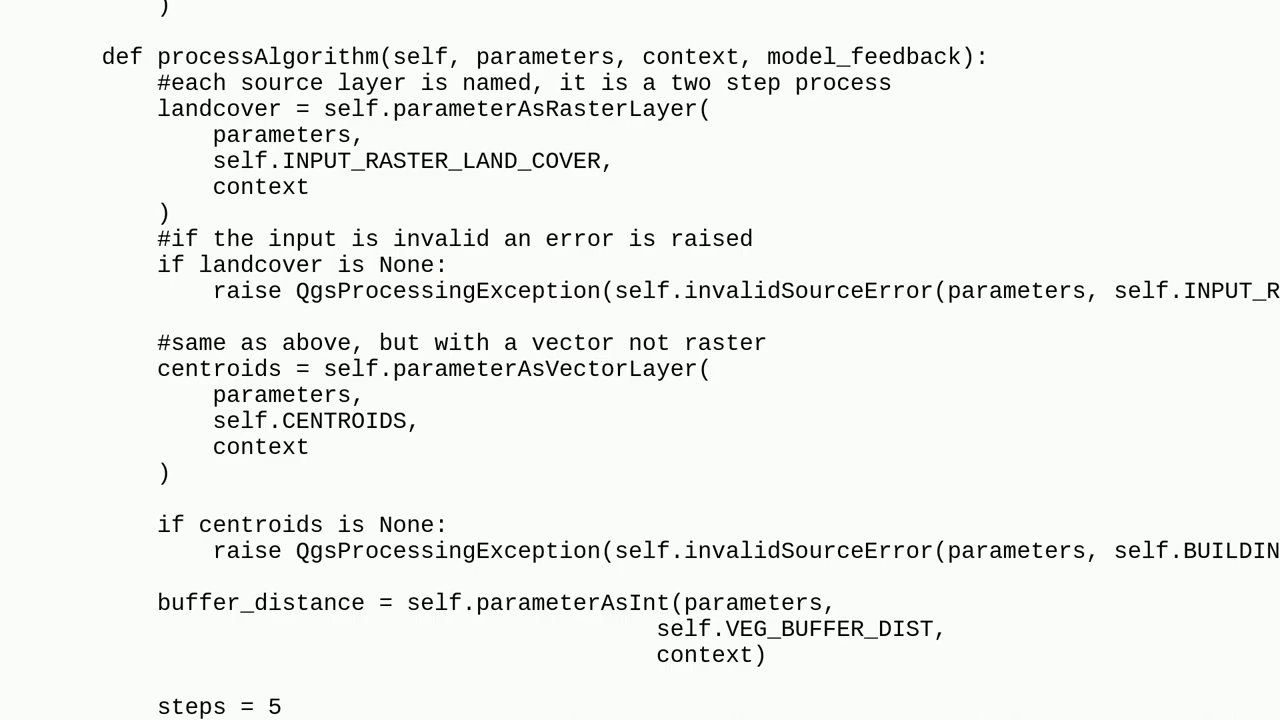 )
def processAlgorithm(self, parameters, context, model_feedback):
#each source layer is named, it is a two step process
landcover = self.parameterAsRasterLayer(
parameters,
self.INPUT_RASTER_LAND_COVER,
context
)
#if the input is invalid an error is raised
if landcover is None:
raise QgsProcessingException(self.invalidSourceError(parameters, self.INPUT_R
#same as above, but with a vector not raster
centroids = self.parameterAsVectorLayer(
parameters,
self.CENTROIDS,
context
)
if centroids is None:
raise QgsProcessingException(self.invalidSourceError(parameters, self.BUILDIN
buffer_distance = self.parameterAsInt(parameters,
self.VEG_BUFFER_DIST,
context)
steps = 5